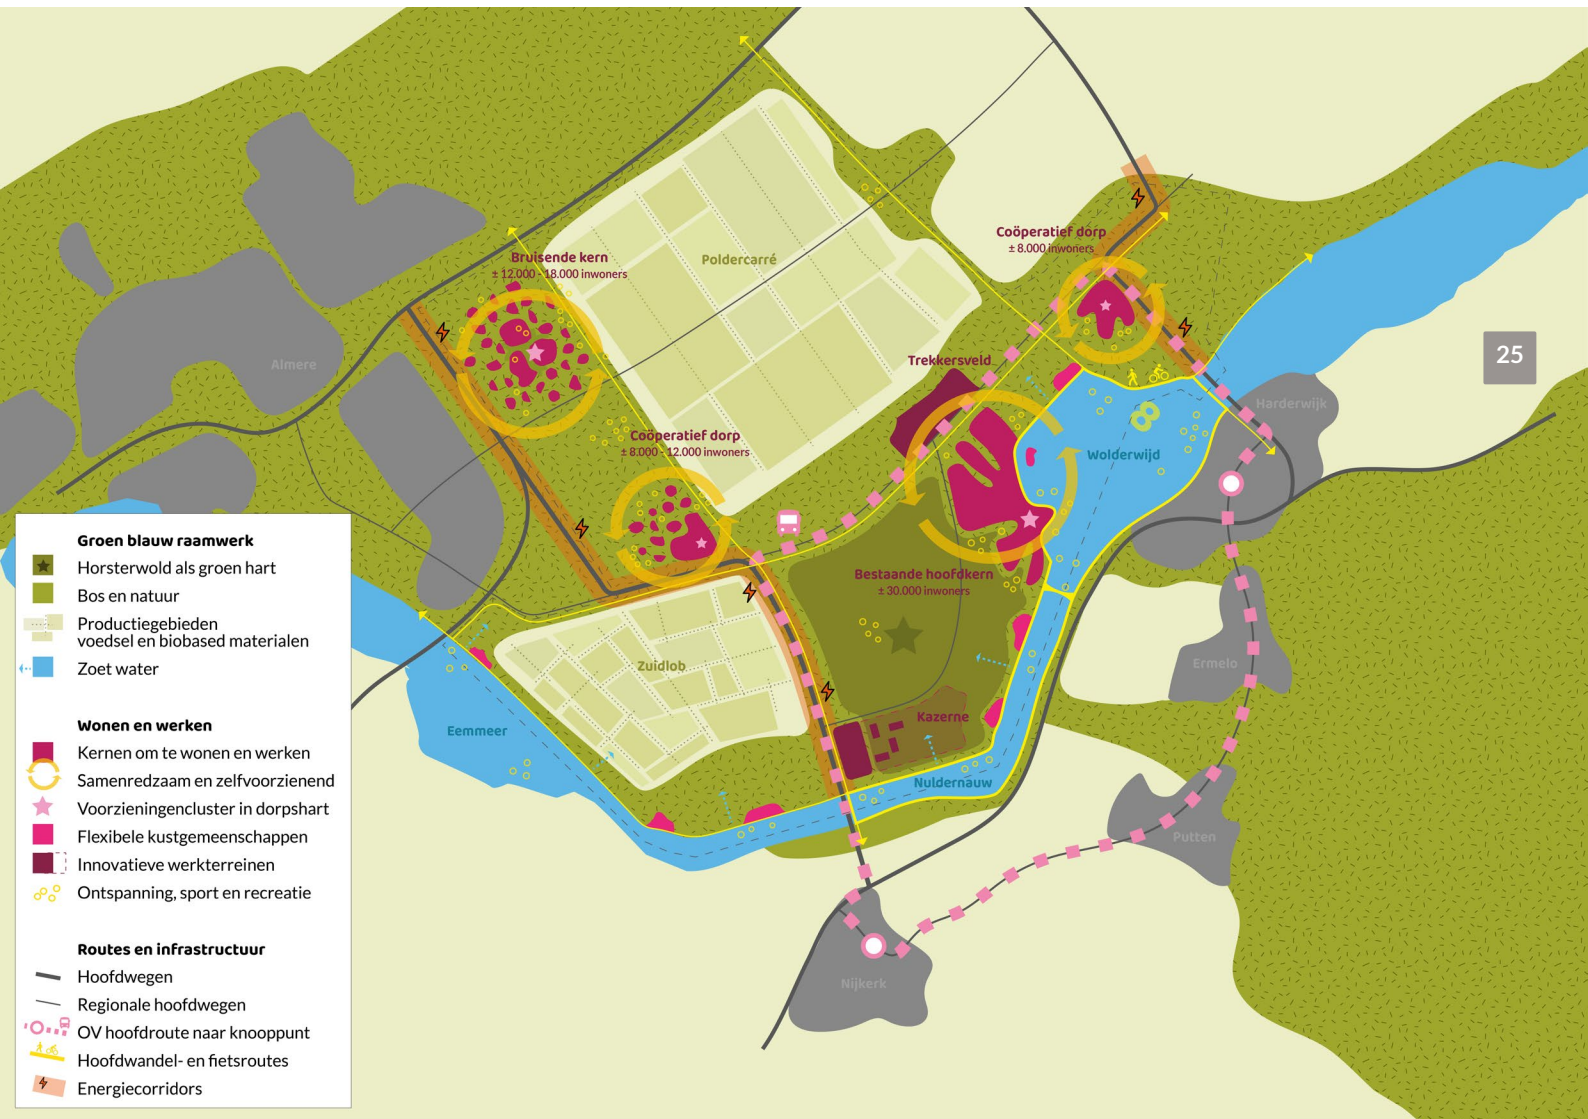 Coöperatief dorp
± 8.000 inwoners
Bruisende kern
± 12.000 - 18.000 inwoners
Poldercarré
25
Almere
Trekkersveld
Harderwijk
Coöperatief dorp
± 8.000 - 12.000 inwoners
Wolderwijd
Bestaande hoofdkern
± 30.000 inwoners
Zuidlob
Ermelo
Kazerne
Eemmeer
Nuldernauw
Putten
Nijkerk
Groen blauw raamwerk
Horsterwold als groen hart
Bos en natuur
Productiegebieden
voedsel en biobased materialen
Zoet water
Wonen en werken
Kernen om te wonen en werken
Samenredzaam en zelfvoorzienend
Voorzieningencluster in dorpshart
Flexibele kustgemeenschappen
Innovatieve werkterreinen
Ontspanning, sport en recreatie
Routes en infrastructuur
Hoofdwegen
Regionale hoofdwegen
OV hoofdroute naar knooppunt
Hoofdwandel- en fietsroutes
Energiecorridors